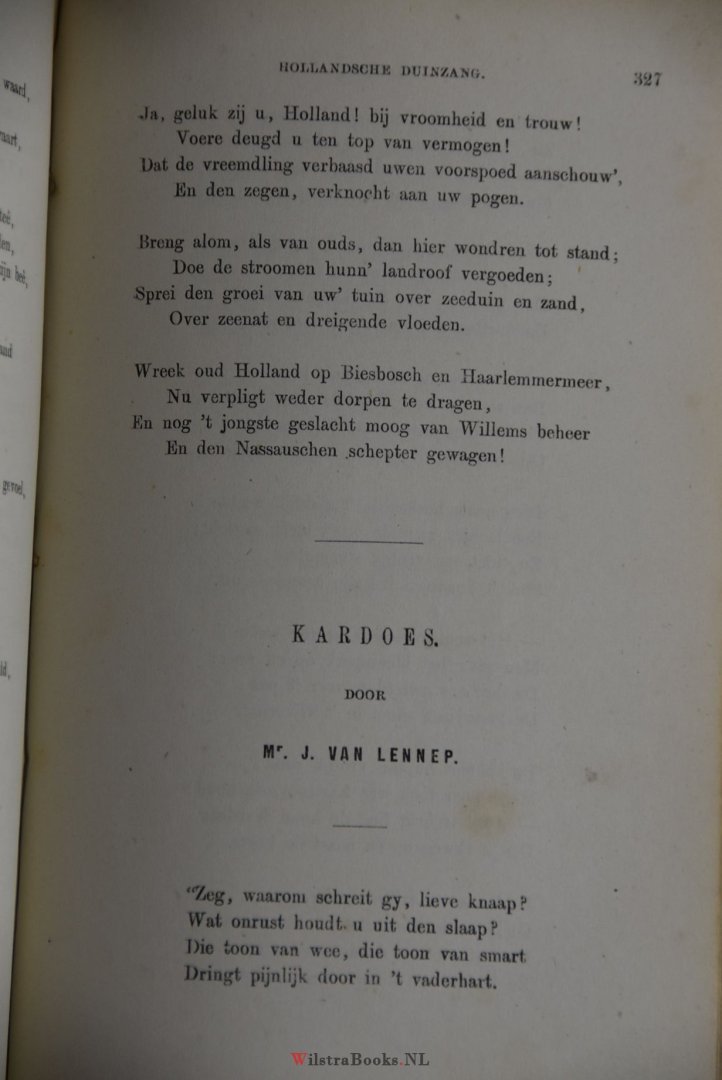 waard,
HOLLANDSCHE DUINZANG.
327
Ja, geluk zij u, Holland! bij vroomheid en trouw!
Voere deugd u ten top van vermogen!
Dat de vreemdling verbaasd uwen voorspoed aanschouw',
En den zegen, verknocht aan uw pogen.
Breng alom, als van ouds, dan hier wondren tot stand;
Doe de stroomen hunn' landroof vergoeden;
Sprei den groei van uw' tuin over zeeduin en zand,
Over zeenat en dreigende vloeden.
Wreek oud Holland op Biesbosch en Haarlemmermeer,
Nu verpligt weder dorpen te dragen,
En nog 't jongste geslacht moog van Willems beheer
En den Nassauschen schepter gewagen!
gevoel,
KARDOES.
DOOR
Mr. J. VAN LENNEP.
“Zeg, waarom schreit gy, lieve knaap?
Wat onrust houdt u uit den slaap?
Die toon van wee, die toon van smart
Dringt pijnlijk door in 't vaderhart.
WilstraBooks.NL